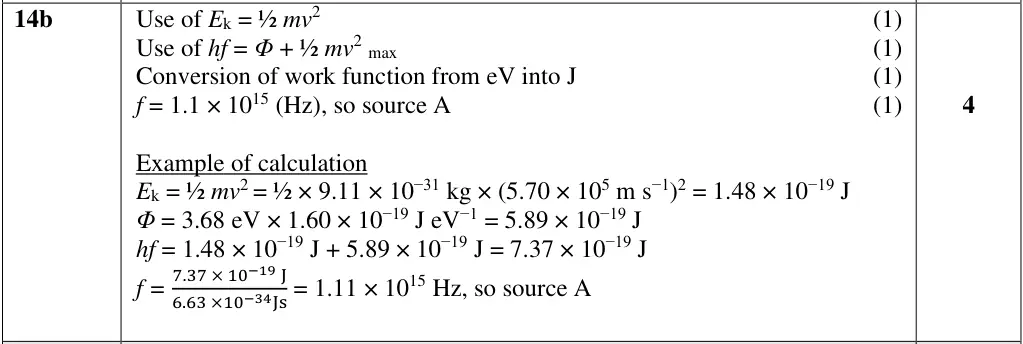 14b Use of Eₖ = ½ mv² (1)
Use of hf = Φ + ½ mv² ₘₐₓ (1)
Conversion of work function from eV into J (1)
f = 1.1 × 10¹⁵ (Hz), so source A (1) 4
Example of calculation
Eₖ = ½ mv² = ½ × 9.11 × 10⁻³¹ kg × (5.70 × 10⁵ m s⁻¹)² = 1.48 × 10⁻¹⁹ J
Φ = 3.68 eV × 1.60 × 10⁻¹⁹ J eV⁻¹ = 5.89 × 10⁻¹⁹ J
hf = 1.48 × 10⁻¹⁹ J + 5.89 × 10⁻¹⁹ J = 7.37 × 10⁻¹⁹ J
f = 7.37 × 10⁻¹⁹ J / 6.63 ×10⁻³⁴Js = 1.11 × 10¹⁵ Hz, so source A